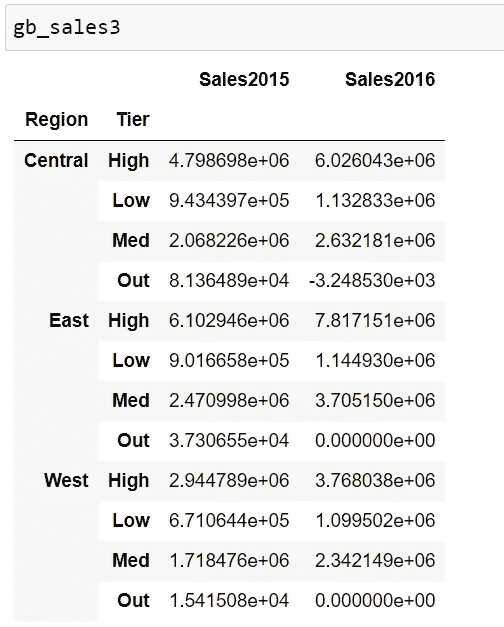 gb_sales3
Sales2015 Sales2016
Region Tier
Central High 4.798698e+06 6.026043e+06
Low 9.434397e+05 1.132833e+06
Med 2.068226e+06 2.632181e+06
Out 8.136489e+04 -3.248530e+03
East High 6.102946e+06 7.817151e+06
Low 9.016658e+05 1.144930e+06
Med 2.470998e+06 3.705150e+06
Out 3.730655e+04 0.000000e+00
West High 2.944789e+06 3.768038e+06
Low 6.710644e+05 1.099502e+06
Med 1.718476e+06 2.342149e+06
Out 1.541508e+04 0.000000e+00